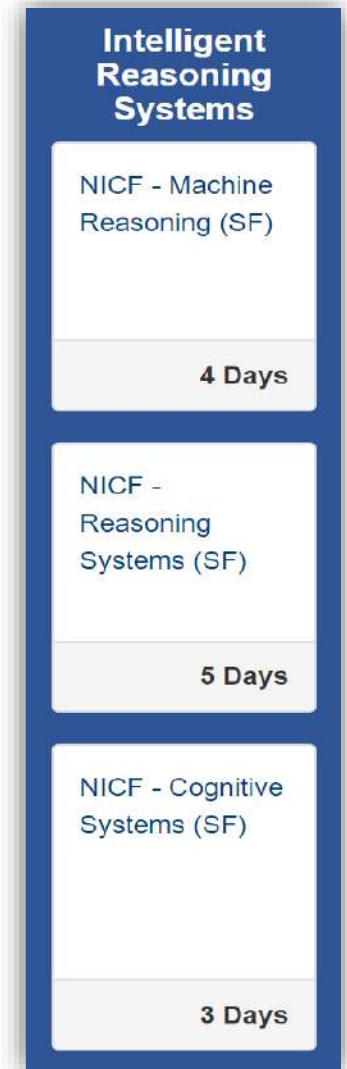 Intelligent
Reasoning
Systems
NICF - Machine
Reasoning (SF)
4 Days
NICF -
Reasoning
Systems (SF)
5 Days
NICF - Cognitive
Systems (SF)
3 Days